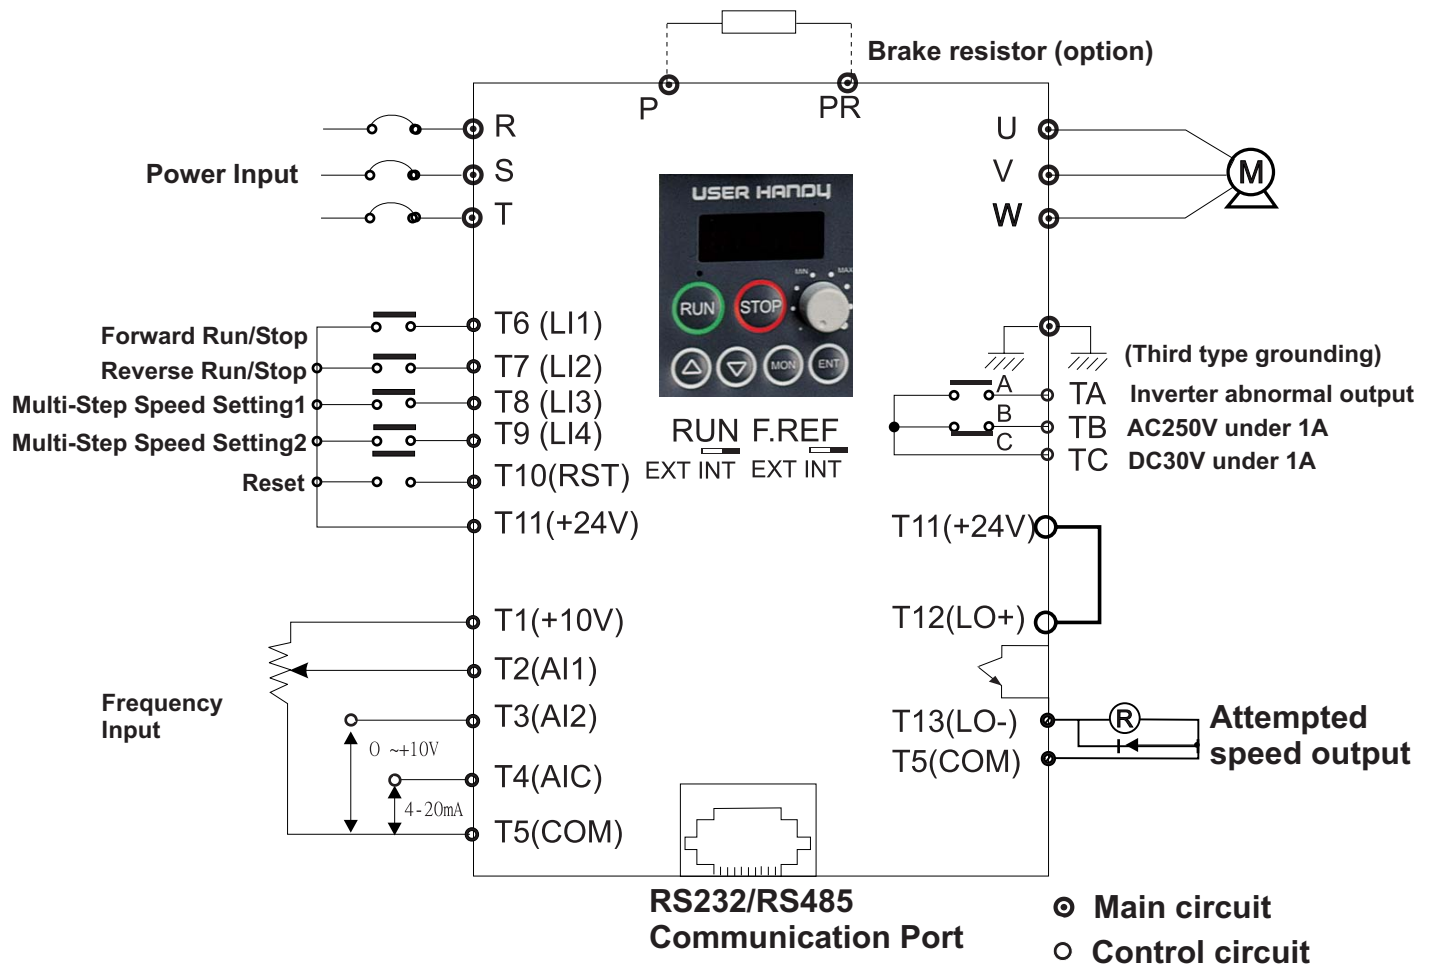 Brake resistor (option)
P
PR
R
U
Power Input
S
V
M
T
W
USER HANDY
MIN
MAX
RUN
STOP
MON
ENT
Forward Run/Stop
T6 (LI1)
Reverse Run/Stop
T7 (LI2)
Multi-Step Speed Setting1
T8 (LI3)
Multi-Step Speed Setting2
T9 (LI4)
Reset
T10(RST)
T11(+24V)
RUN F.REF
EXT INT EXT INT
(Third type grounding)
A
TA
Inverter abnormal output
B
TB
AC250V under 1A
C
TC
DC30V under 1A
T11(+24V)
T12(LO+)
T1(+10V)
T2(AI1)
Frequency
Input
T3(AI2)
0 ~+10V
T4(AIC)
4-20mA
T5(COM)
T13(LO-)
R
T5(COM)
Attempted
speed output
RS232/RS485
Communication Port
Main circuit
Control circuit